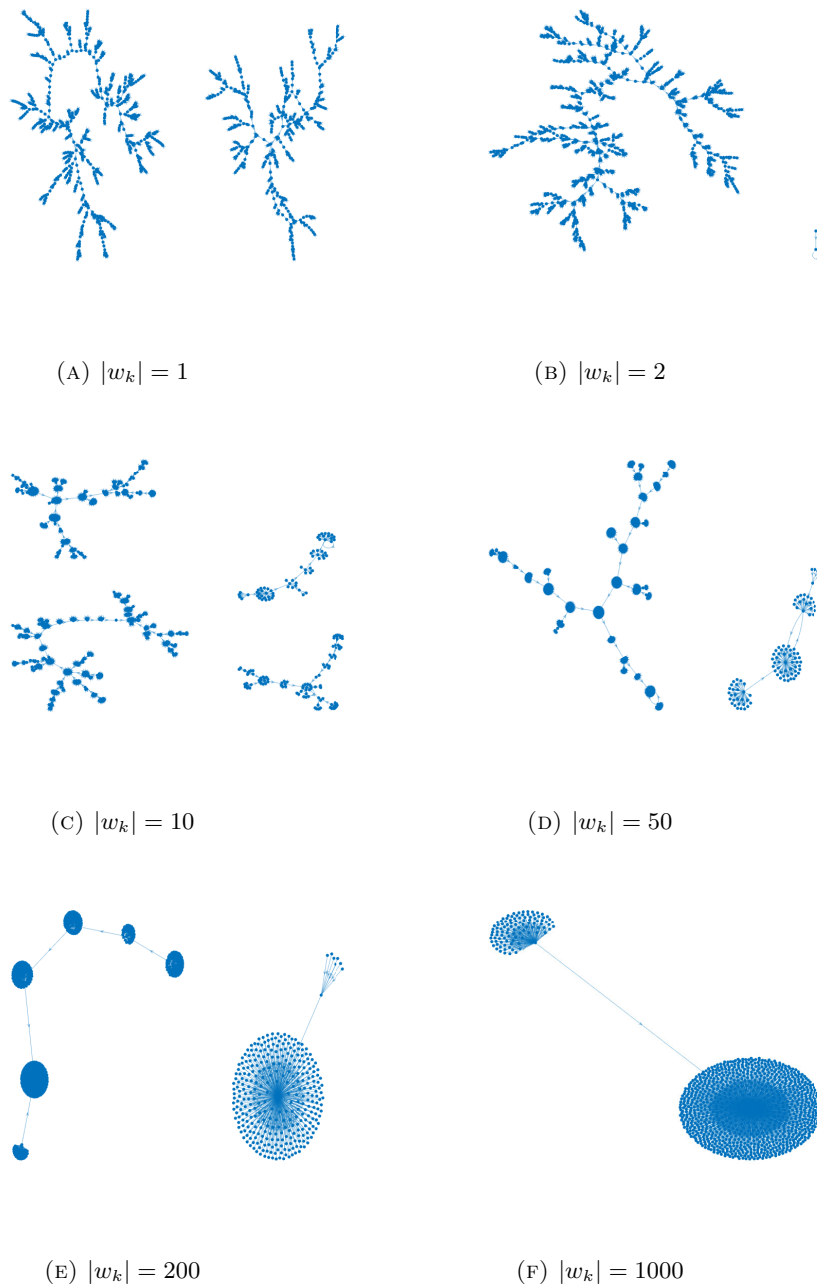 (A) |w_k| = 1
(B) |w_k| = 2
(C) |w_k| = 10
(D) |w_k| = 50
(E) |w_k| = 200
(F) |w_k| = 1000